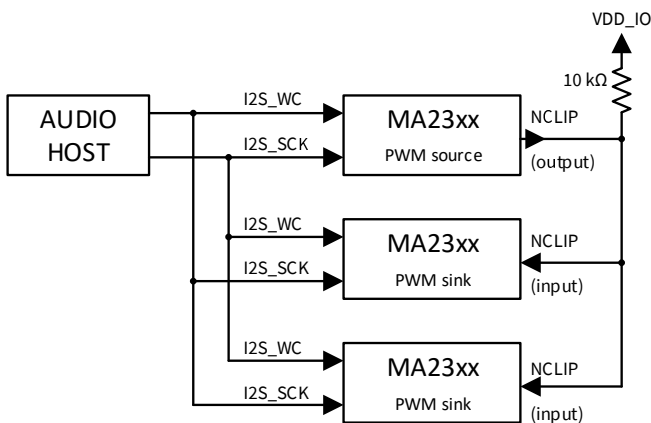 VDD_IO
10 kΩ
I2S_WC
AUDIO
HOST
MA23xx
NCLIP
I2S_SCK
PWM source
(output)
I2S_WC
NCLIP
MA23xx
I2S_SCK
PWM sink
(input)
I2S_WC
NCLIP
MA23xx
I2S_SCK
PWM sink
(input)